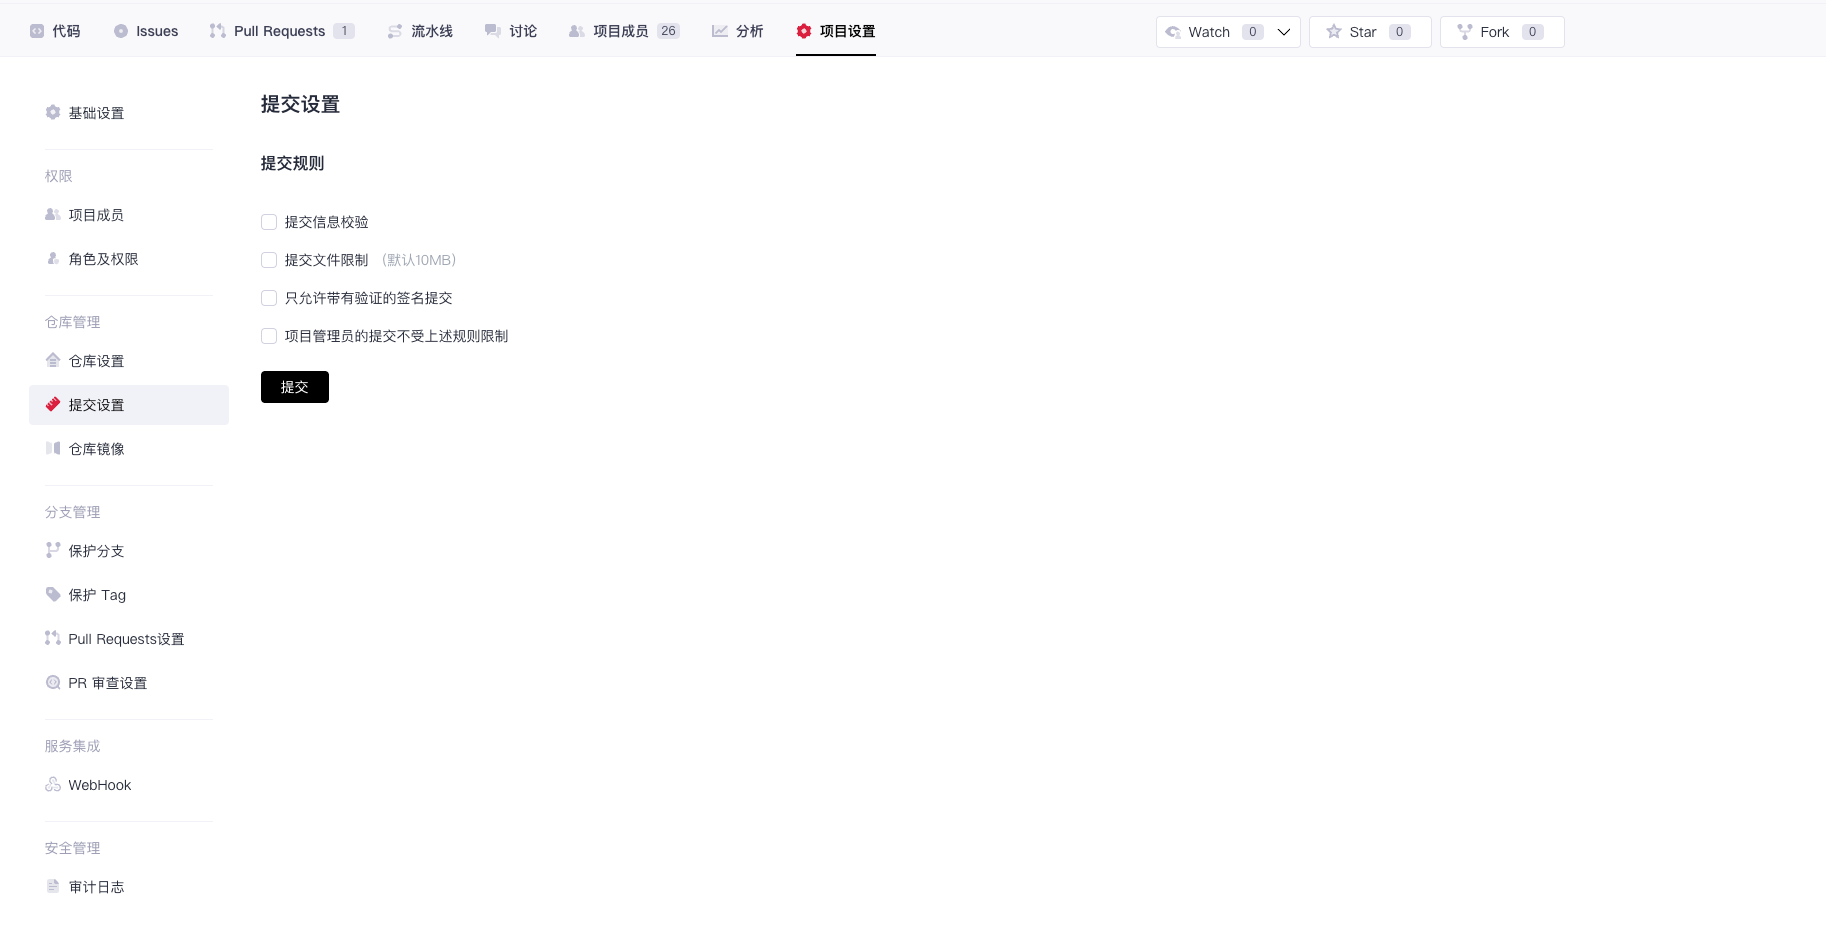 代码 Issues Pull Requests 1 流水线 讨论 项目成员 26 分析 项目设置 Watch 0 Star 0 Fork 0
基础设置
权限
项目成员
角色及权限
仓库管理
仓库设置
提交设置
仓库镜像
分支管理
保护分支
保护 Tag
Pull Requests设置
PR 审查设置
服务集成
WebHook
安全管理
审计日志
提交设置
提交规则
提交信息校验
提交文件限制 （默认10MB）
只允许带有验证的签名提交
项目管理员的提交不受上述规则限制
提交